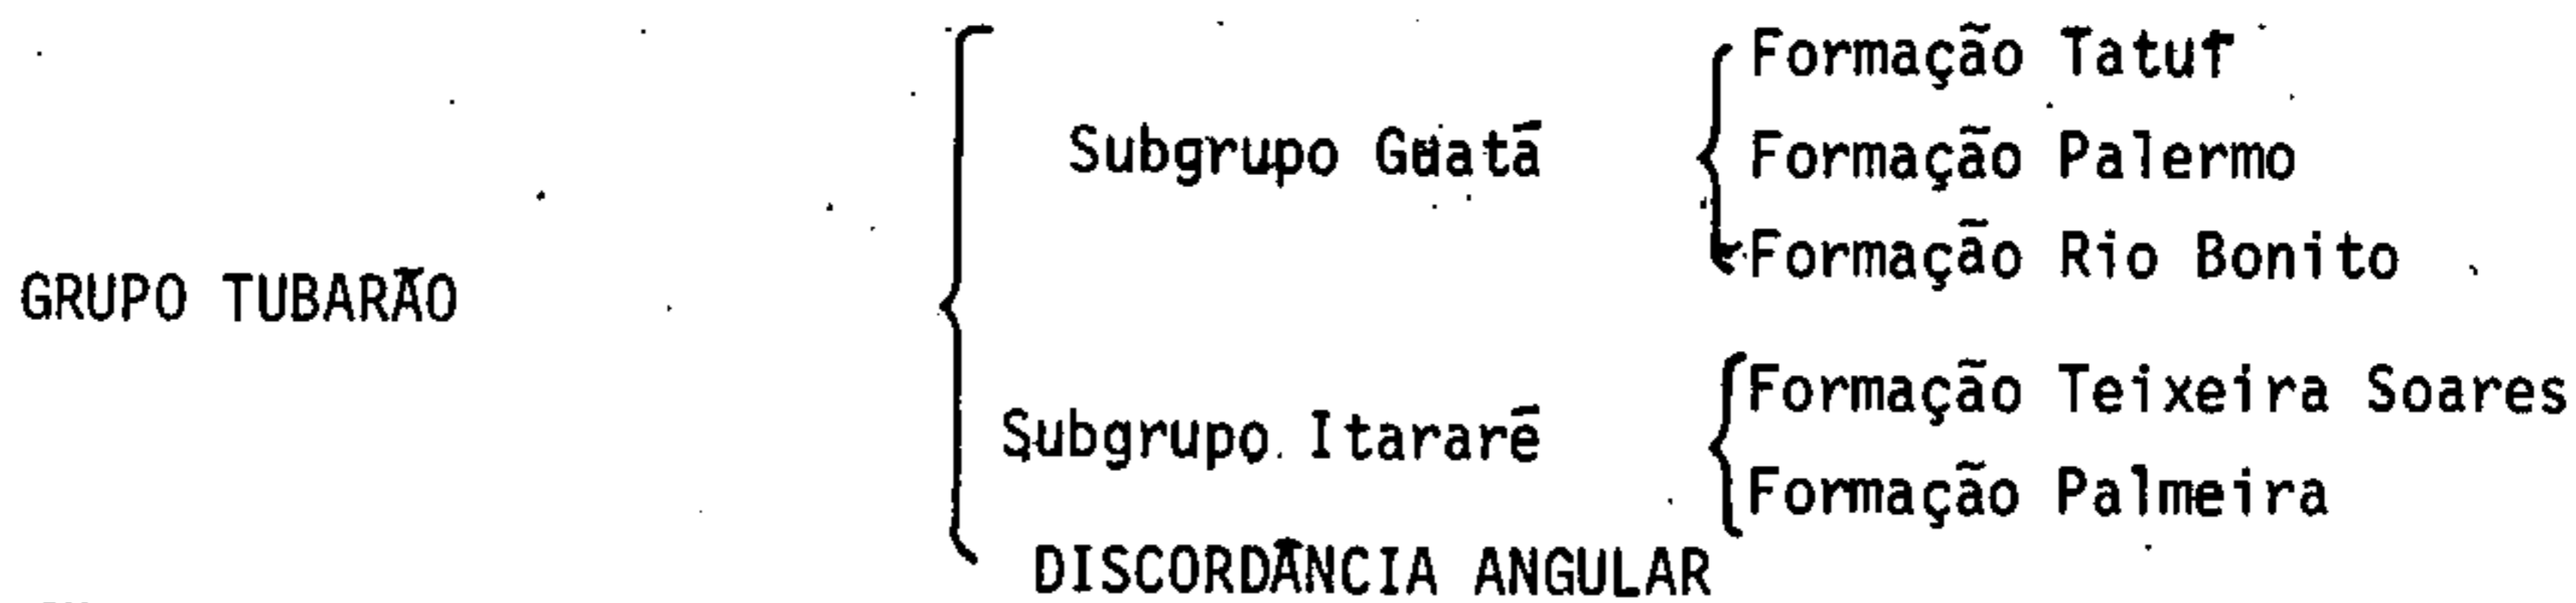 Formação Tatuí
Subgrupo Guatá
Formação Palermo
Formação Rio Bonito
GRUPO TUBARÃO
Formação Teixeira Soares
Subgrupo Itararé
Formação Palmeira
DISCORDÂNCIA ANGULAR